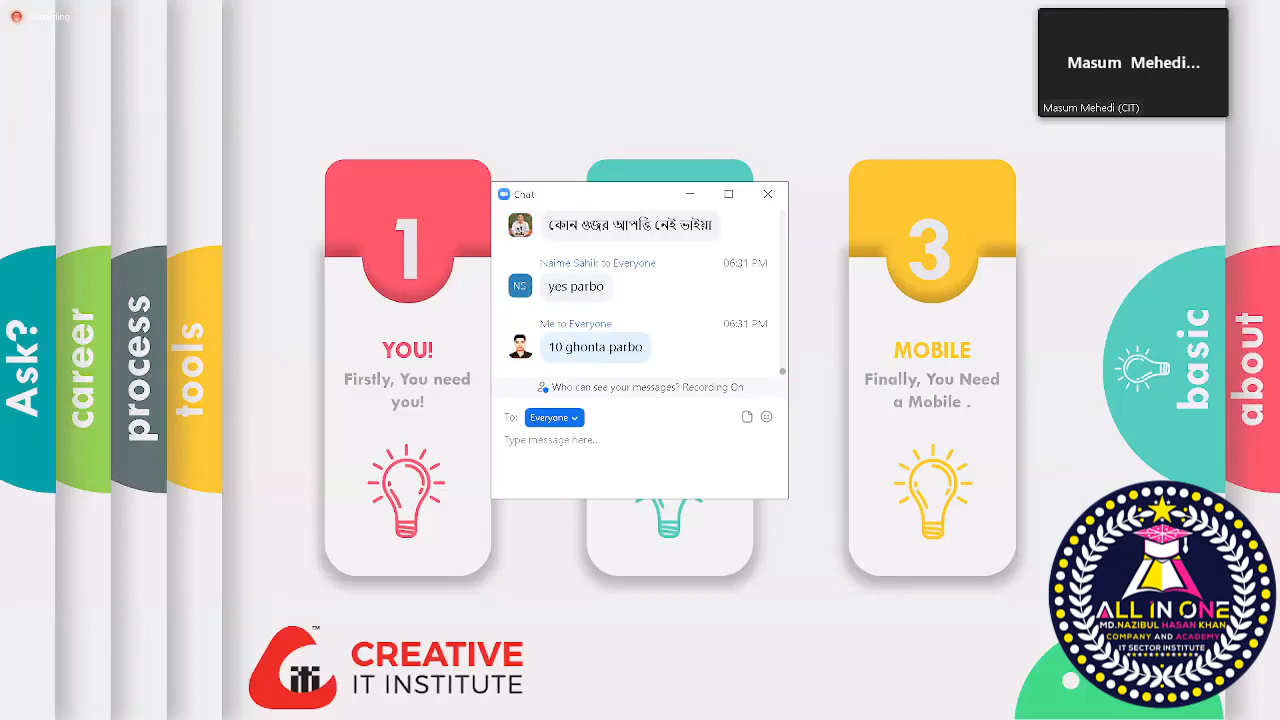 Recording
Masum Mehedi...
Masum Mehedi (CIT)
Ask?
career
process
tools
1
YOU!
Firstly, You need
you!
Chat
কোন ওজর আপত্তি নেই ভাইয়া
Naime Sahik to Everyone 06:31 PM
NS
yes parbo
Me to Everyone 06:31 PM
10 ghonta parbo
Who can see your messages? Recording On
To: Everyone
Type message here...
3
MOBILE
Finally, You Need
a Mobile .
basic
about
CREATIVE
IT INSTITUTE
TM
iti
ALL IN ONE
MD.NAZIBUL HASAN KHAN
COMPANY AND ACADEMY
IT SECTOR INSTITUTE